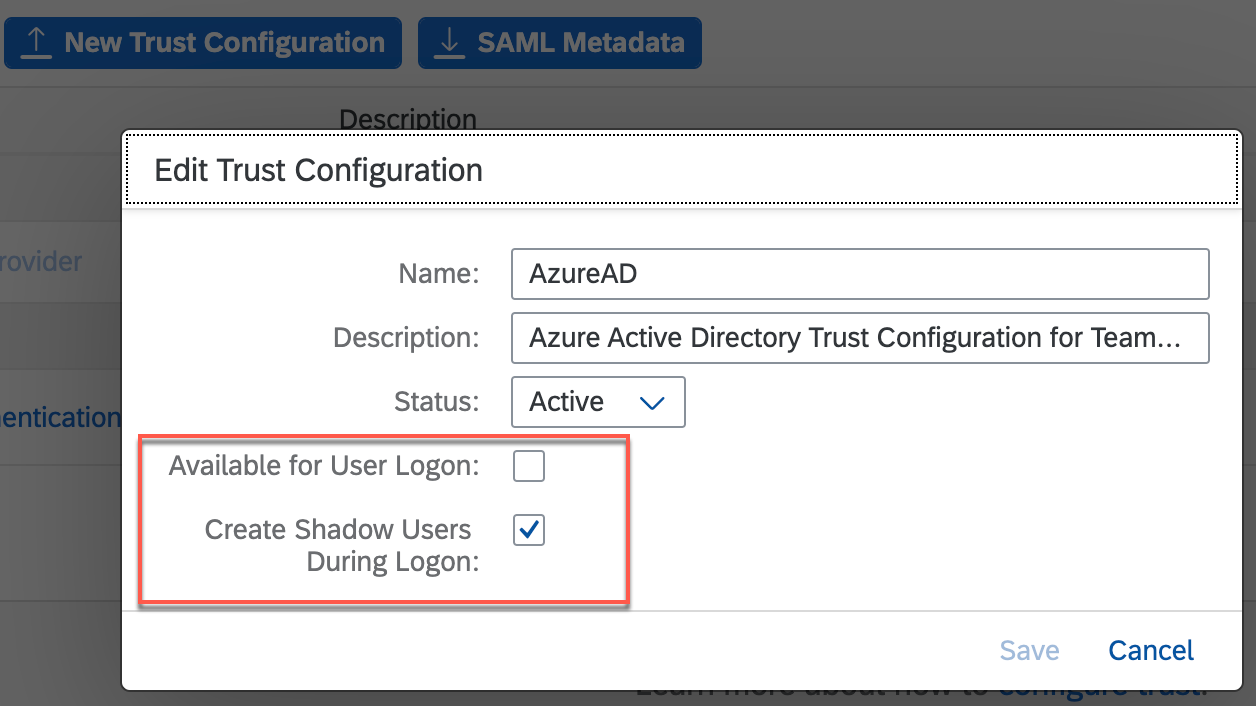 New Trust Configuration
SAML Metadata
Description
Edit Trust Configuration
rovider
Name:
AzureAD
Description:
Azure Active Directory Trust Configuration for Team...
Status:
Active
entication
Available for User Logon:
Create Shadow Users
During Logon:
Save
Cancel
Learn more about how to configure trust.